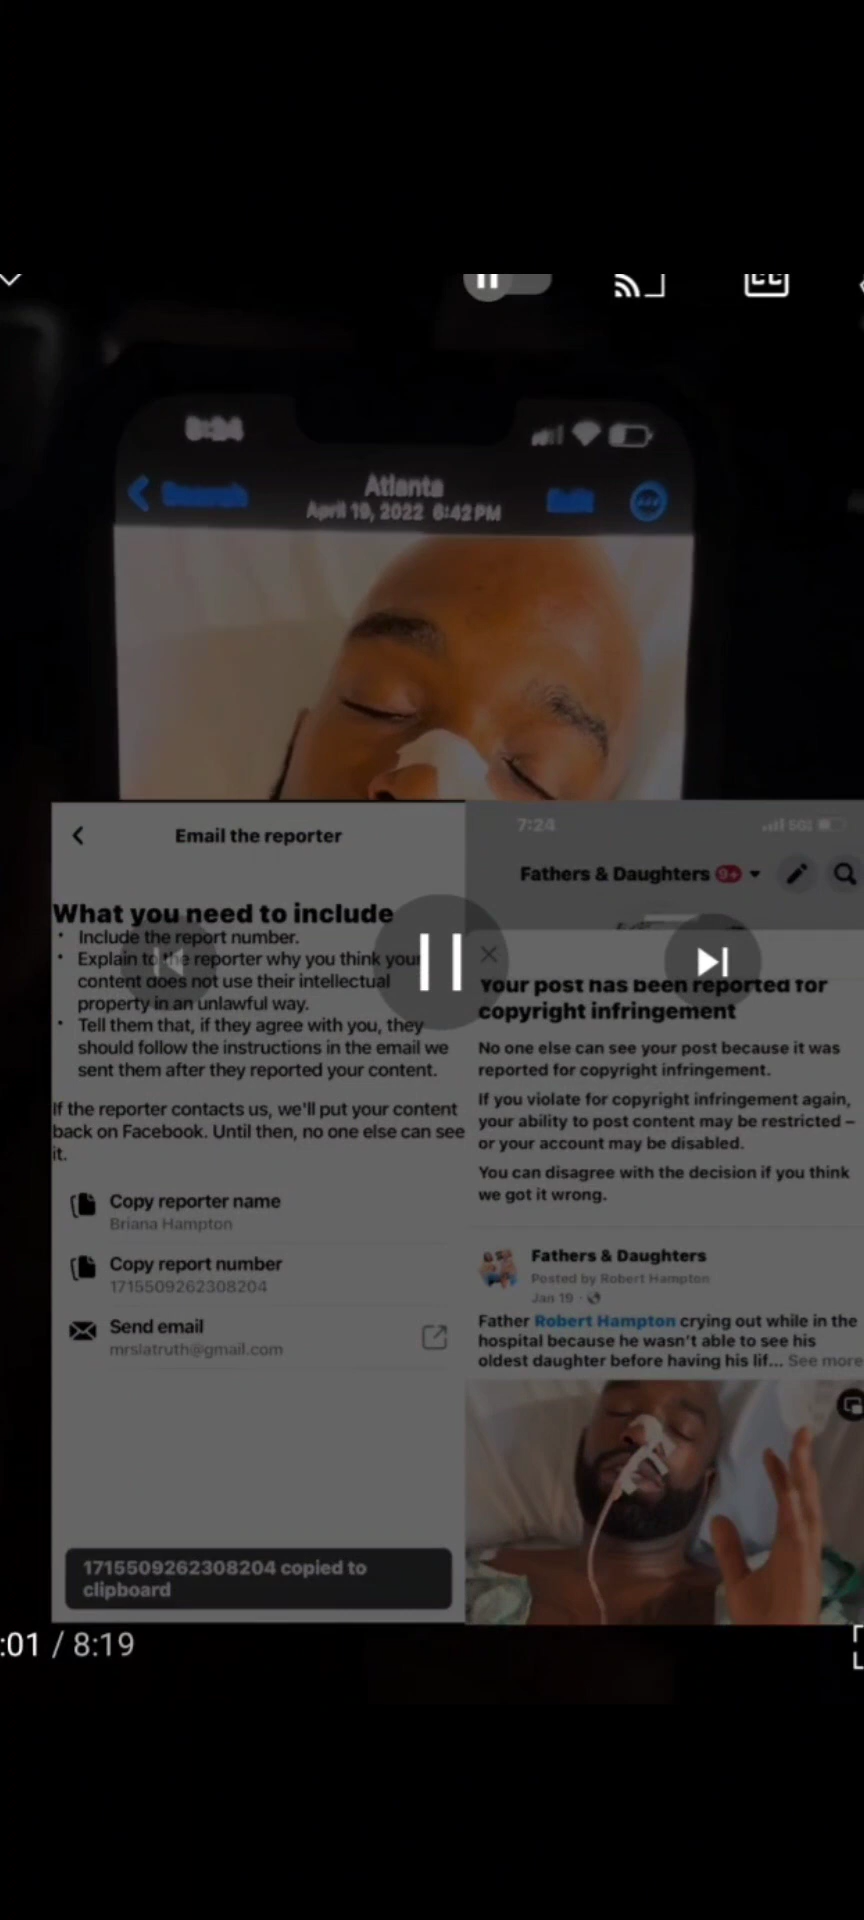 CC
8:24
Atlanta
April 19, 2022 6:42 PM
Email the reporter
What you need to include
• Include the report number.
• Explain to the reporter why you think your
content does not use their intellectual
property in an unlawful way.
• Tell them that, if they agree with you, they
should follow the instructions in the email we
sent them after they reported your content.
If the reporter contacts us, we'll put your content
back on Facebook. Until then, no one else can see
it.
Copy reporter name
Briana Hampton
Copy report number
1715509262308204
Send email
mrslatruth@gmail.com
1715509262308204 copied to
clipboard
7:24
5G
Fathers & Daughters 9+
Your post has been reported for
copyright infringement
No one else can see your post because it was
reported for copyright infringement.
If you violate for copyright infringement again,
your ability to post content may be restricted –
or your account may be disabled.
You can disagree with the decision if you think
we got it wrong.
Fathers & Daughters
Posted by Robert Hampton
Jan 19 ·
Father Robert Hampton crying out while in the
hospital because he wasn't able to see his
oldest daughter before having his lif... See more
:01 / 8:19